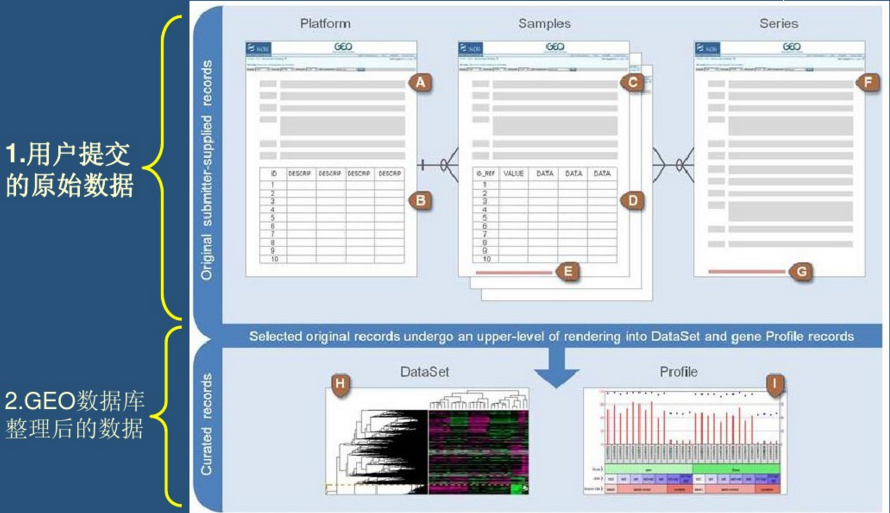 1.用户提交
的原始数据
2.GEO数据库
整理后的数据
Original submitter-supplied records
Platform
Samples
Series
GEO
GEO
GEO
A
C
F
ID DESCRIP DESCRIP DESCRIP DESCRIP
1
2
3
4
5
6
7
8
9
10
B
ID_REF VALUE DATA DATA DATA
1
2
3
4
5
6
7
8
9
10
D
E
G
Selected original records undergo an upper-level of rendering into DataSet and gene Profile records
Curated records
DataSet
Profile
H
I